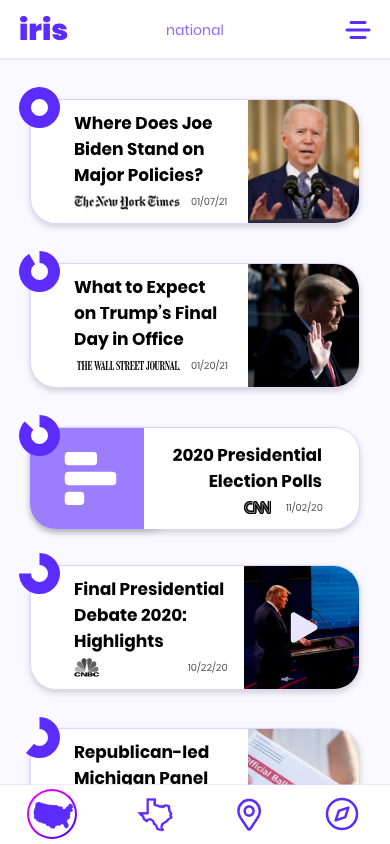 iris
national
Where Does Joe
Biden Stand on
Major Policies?
The New York Times 01/07/21
What to Expect
on Trump's Final
Day in Office
THE WALL STREET JOURNAL. 01/20/21
2020 Presidential
Election Polls
CNN 11/02/20
Final Presidential
Debate 2020:
Highlights
CNBC 10/22/20
Republican-led
Michigan Panel
Official Ball